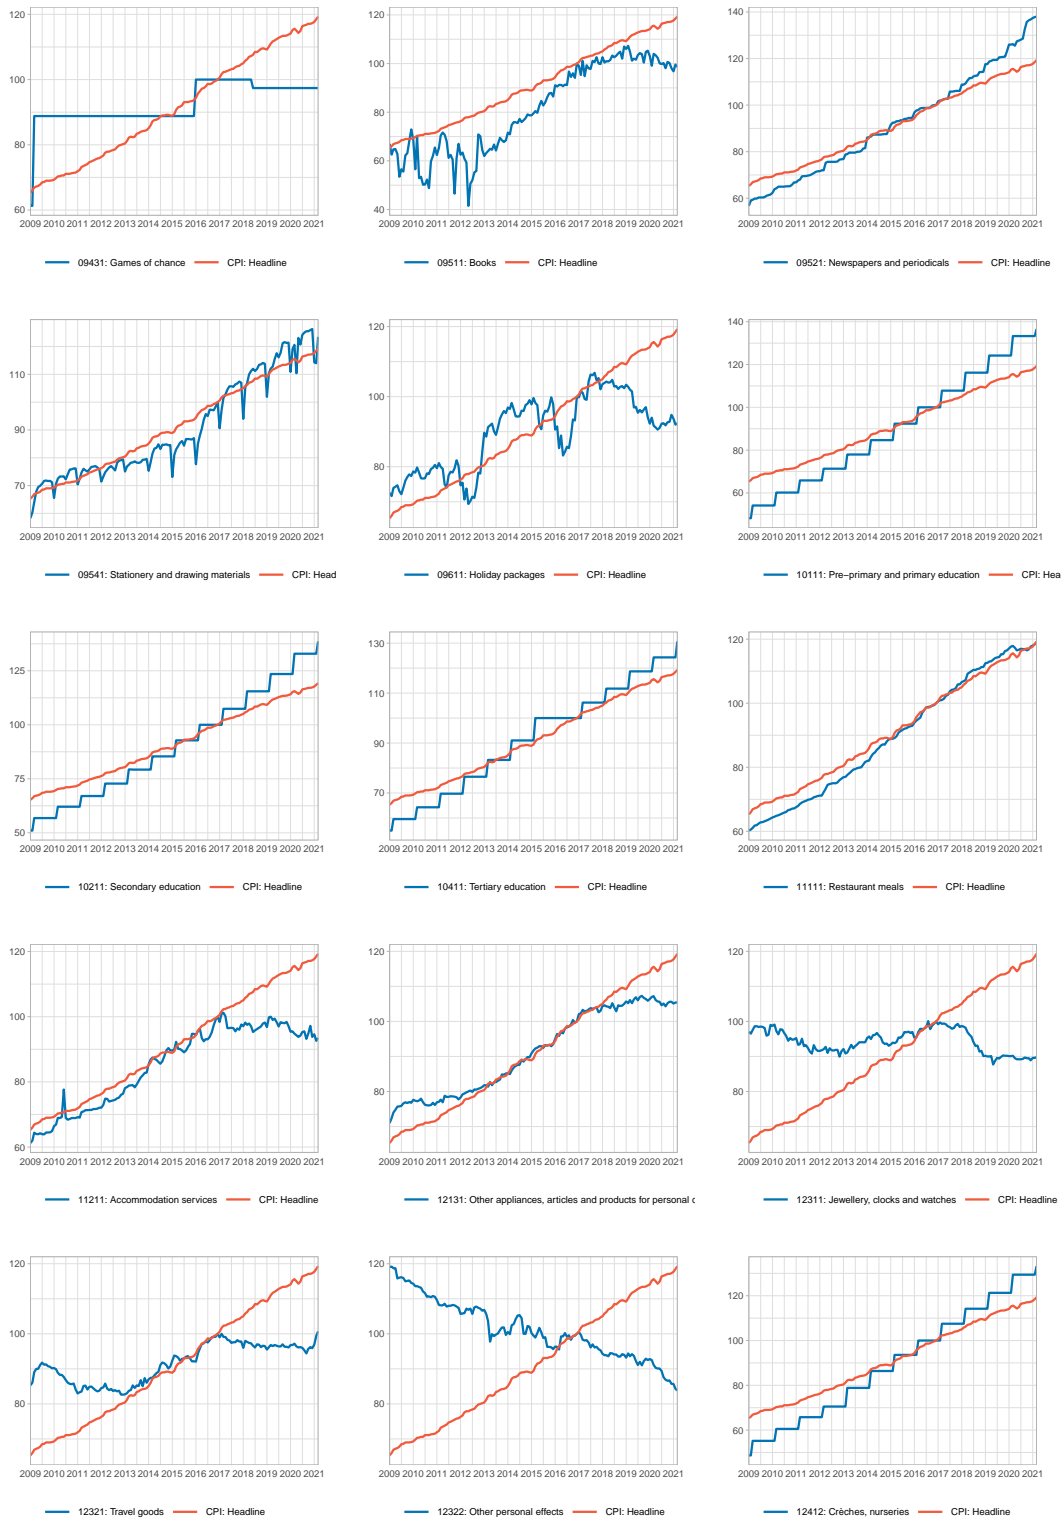 120
100
80
60
2009 2010 2011 2012 2013 2014 2015 2016 2017 2018 2019 2020 2021
09431: Games of chance CPI: Headline
120
100
80
60
40
2009 2010 2011 2012 2013 2014 2015 2016 2017 2018 2019 2020 2021
09511: Books CPI: Headline
140
120
100
80
60
2009 2010 2011 2012 2013 2014 2015 2016 2017 2018 2019 2020 2021
09521: Newspapers and periodicals CPI: Headline
110
90
70
2009 2010 2011 2012 2013 2014 2015 2016 2017 2018 2019 2020 2021
09541: Stationery and drawing materials CPI: Head
120
100
80
2009 2010 2011 2012 2013 2014 2015 2016 2017 2018 2019 2020 2021
09611: Holiday packages CPI: Headline
140
120
100
80
60
2009 2010 2011 2012 2013 2014 2015 2016 2017 2018 2019 2020 2021
10111: Pre−primary and primary education CPI: Hea
125
100
75
50
2009 2010 2011 2012 2013 2014 2015 2016 2017 2018 2019 2020 2021
10211: Secondary education CPI: Headline
130
110
90
70
2009 2010 2011 2012 2013 2014 2015 2016 2017 2018 2019 2020 2021
10411: Tertiary education CPI: Headline
120
100
80
60
2009 2010 2011 2012 2013 2014 2015 2016 2017 2018 2019 2020 2021
11111: Restaurant meals CPI: Headline
120
100
80
60
2009 2010 2011 2012 2013 2014 2015 2016 2017 2018 2019 2020 2021
11211: Accommodation services CPI: Headline
120
100
80
2009 2010 2011 2012 2013 2014 2015 2016 2017 2018 2019 2020 2021
12131: Other appliances, articles and products for personal c
120
100
80
2009 2010 2011 2012 2013 2014 2015 2016 2017 2018 2019 2020 2021
12311: Jewellery, clocks and watches CPI: Headline
120
100
80
2009 2010 2011 2012 2013 2014 2015 2016 2017 2018 2019 2020 2021
12321: Travel goods CPI: Headline
120
100
80
2009 2010 2011 2012 2013 2014 2015 2016 2017 2018 2019 2020 2021
12322: Other personal effects CPI: Headline
120
100
80
60
2009 2010 2011 2012 2013 2014 2015 2016 2017 2018 2019 2020 2021
12412: Crèches, nurseries CPI: Headline